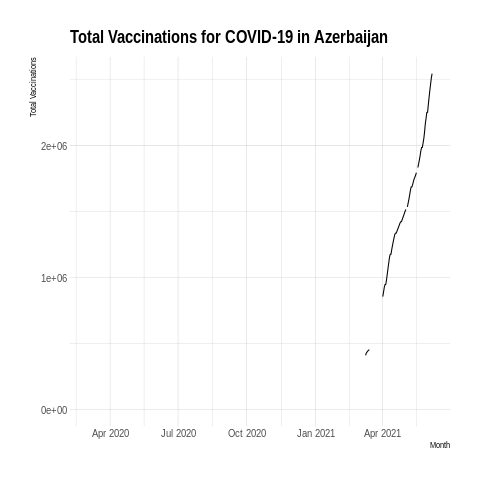 Total Vaccinations for COVID-19 in Azerbaijan
Total Vaccinations
2e+06
1e+06
0e+00
Apr 2020 Jul 2020 Oct 2020 Jan 2021 Apr 2021
Month